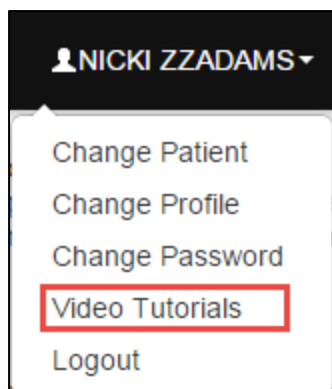 NICKI ZZADAMS
Change Patient
Change Profile
Change Password
Video Tutorials
Logout